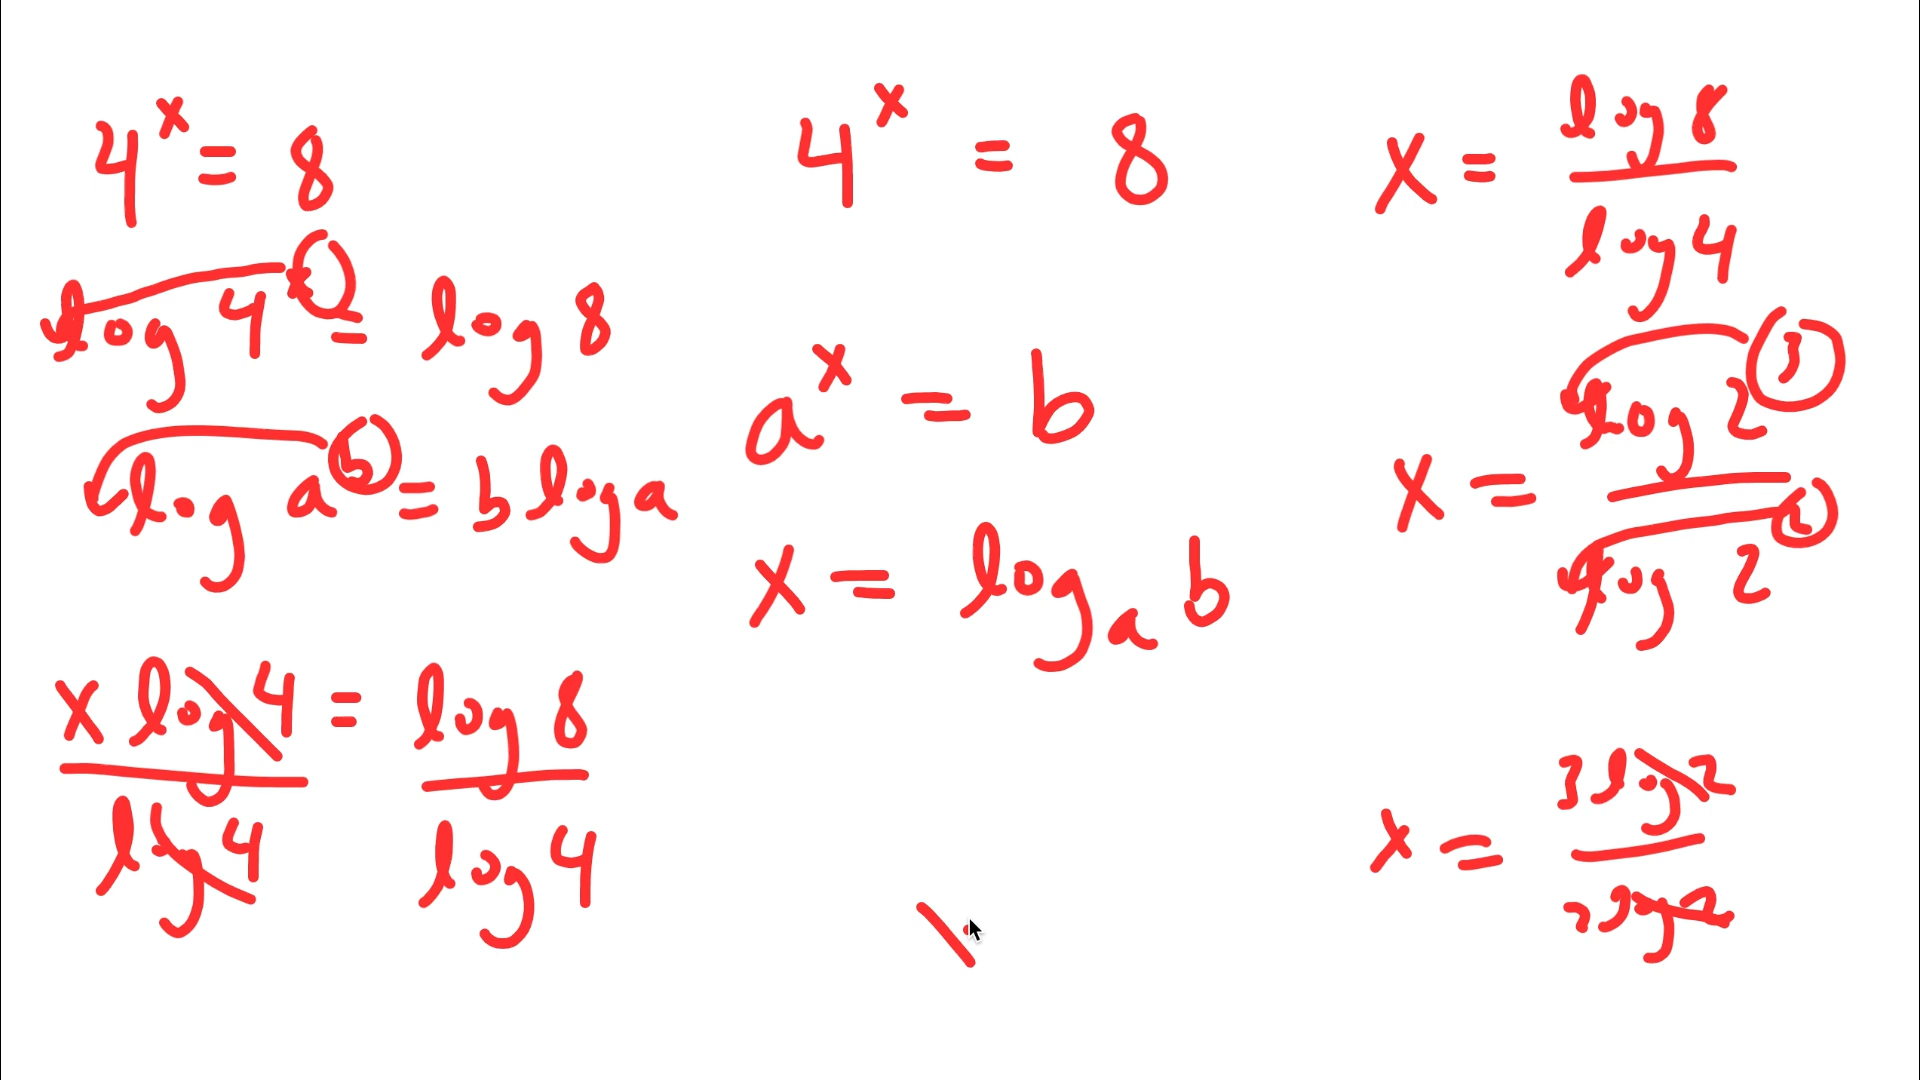 4^x = 8
log 4^x = log 8
log a^b = b log a
x log 4 = log 8
log 4 log 4
4^x = 8
a^x = b
x = log_a b
x = log 8
log 4
x = log 2^3
log 2^2
x = 3 log 2
2 log 2